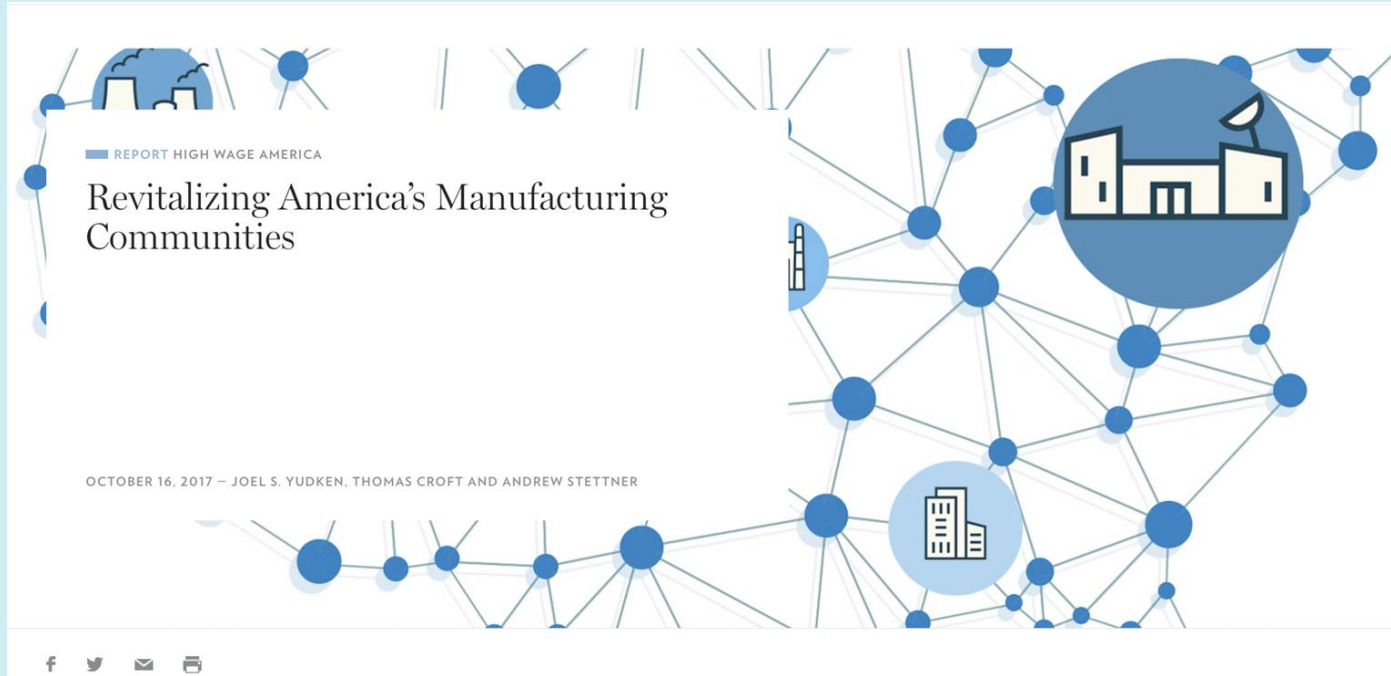 REPORT HIGH WAGE AMERICA
Revitalizing America’s Manufacturing
Communities
OCTOBER 16, 2017 — JOEL S. YUDKEN, THOMAS CROFT AND ANDREW STETTNER